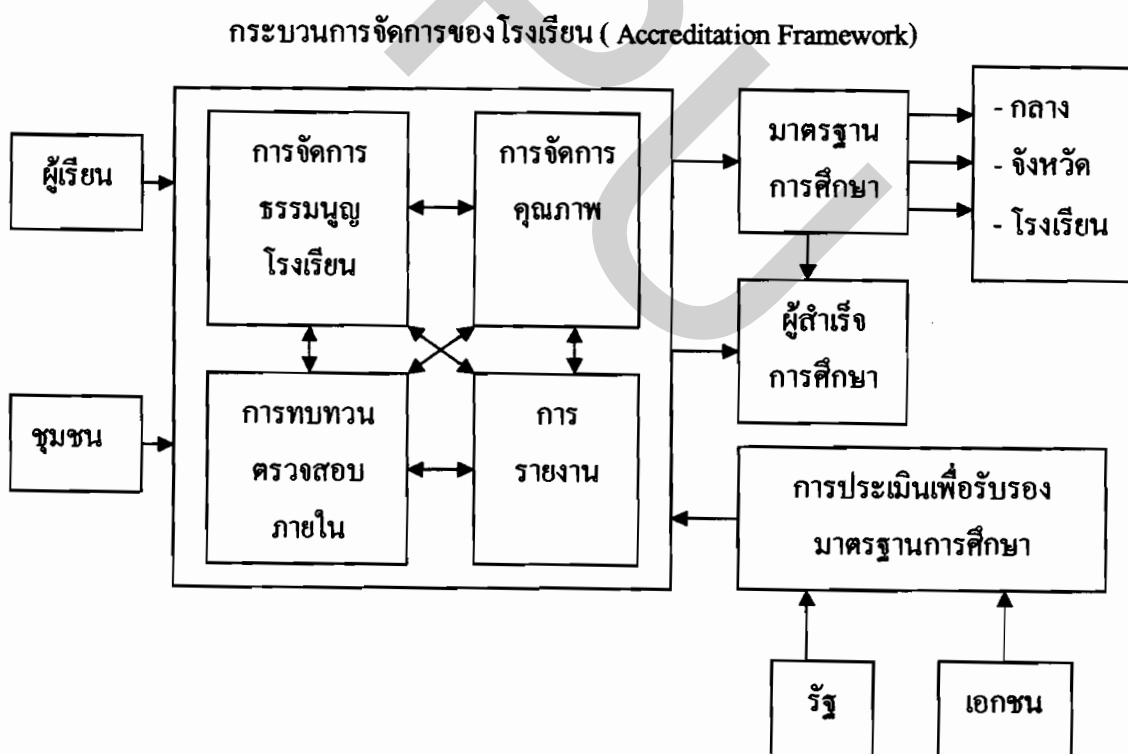 กระบวนการจัดการของโรงเรียน ( Accreditation Framework)
ผู้เรียน
ชุมชน
การจัดการ
ธรรมนูญ
โรงเรียน
การจัดการ
คุณภาพ
การทบทวน
ตรวจสอบ
ภายใน
การ
รายงาน
มาตรฐาน
การศึกษา
- กลาง
- จังหวัด
- โรงเรียน
ผู้สำเร็จ
การศึกษา
การประเมินเพื่อรับรอง
มาตรฐานการศึกษา
รัฐ
เอกชน